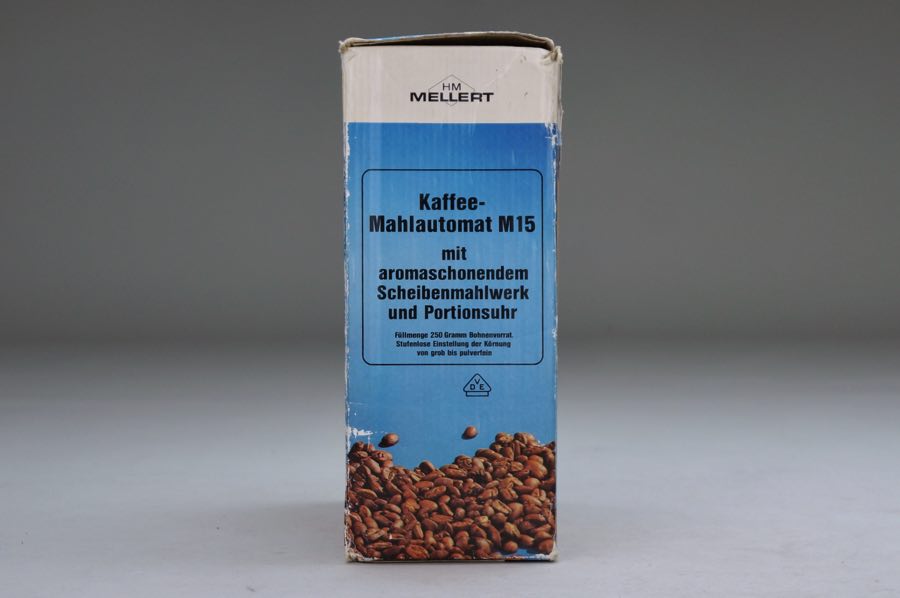 HM
MELLERT
Kaffee-
Mahlautomat M15
mit
aromaschonendem
Scheibenmahlwerk
und Portionsuhr
Füllmenge 250 Gramm Bohnenvorrat.
Stufenlose Einstellung der Körnung
von grob bis pulverfein
VDE